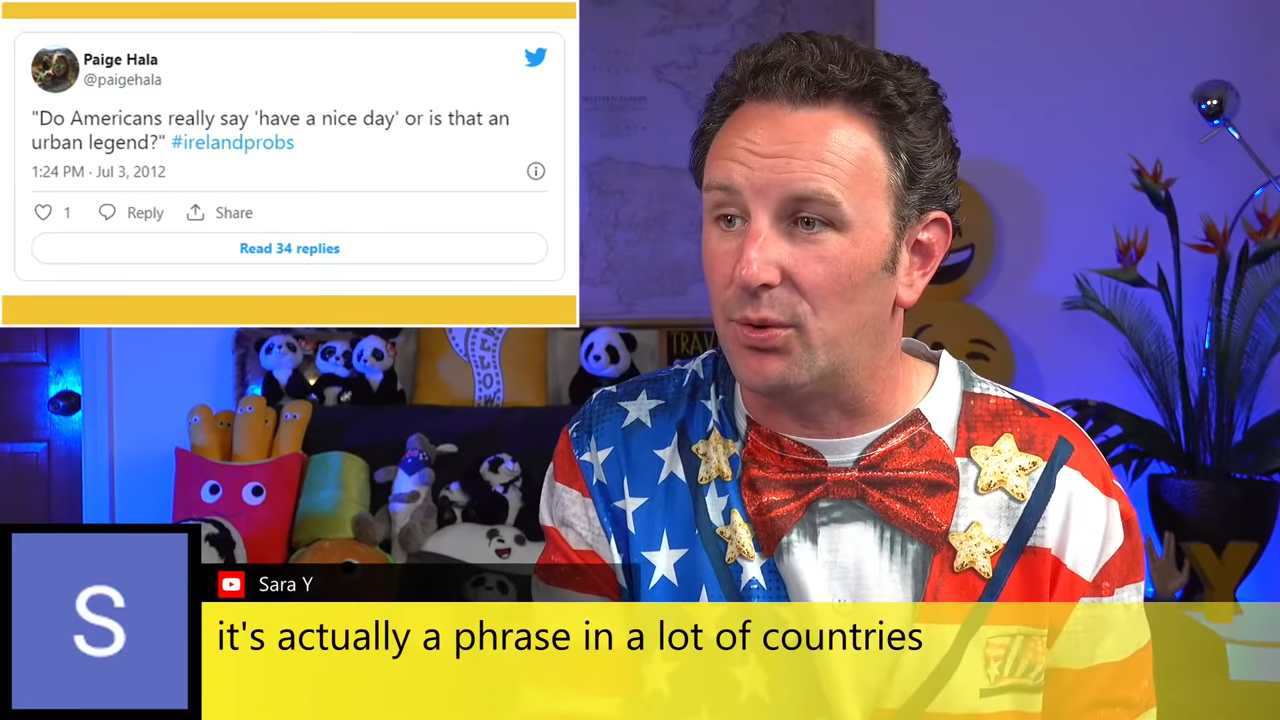 Paige Hala
@paigehala
"Do Americans really say 'have a nice day' or is that an
urban legend?" #irelandprobs
1:24 PM · Jul 3, 2012
1 Reply Share
Read 34 replies
TRAV
S
Sara Y
it's actually a phrase in a lot of countries
Y